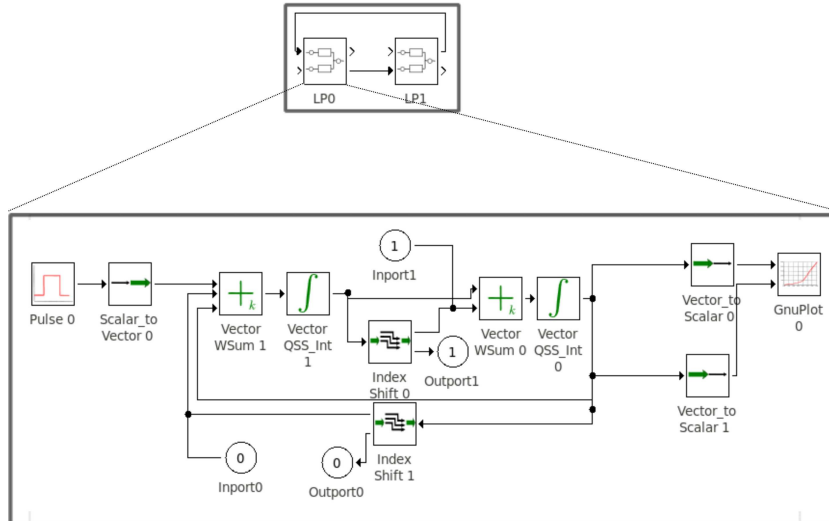 LP0
LP1
1
Inport1
Pulse 0
Scalar_to
Vector 0
k
Vector
WSum 1
Vector
QSS_Int
1
k
Vector
WSum 0
Vector
QSS_Int
0
Vector_to
Scalar 0
GnuPlot
0
Index
Shift 0
1
Outport1
Vector_to
Scalar 1
Index
Shift 1
0
Inport0
0
Outport0